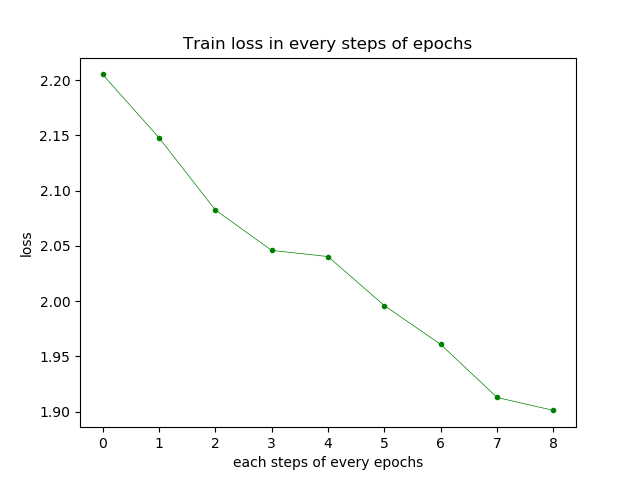 Train loss in every steps of epochs
2.20
2.15
2.10
2.05
2.00
1.95
1.90
loss
0 1 2 3 4 5 6 7 8
each steps of every epochs